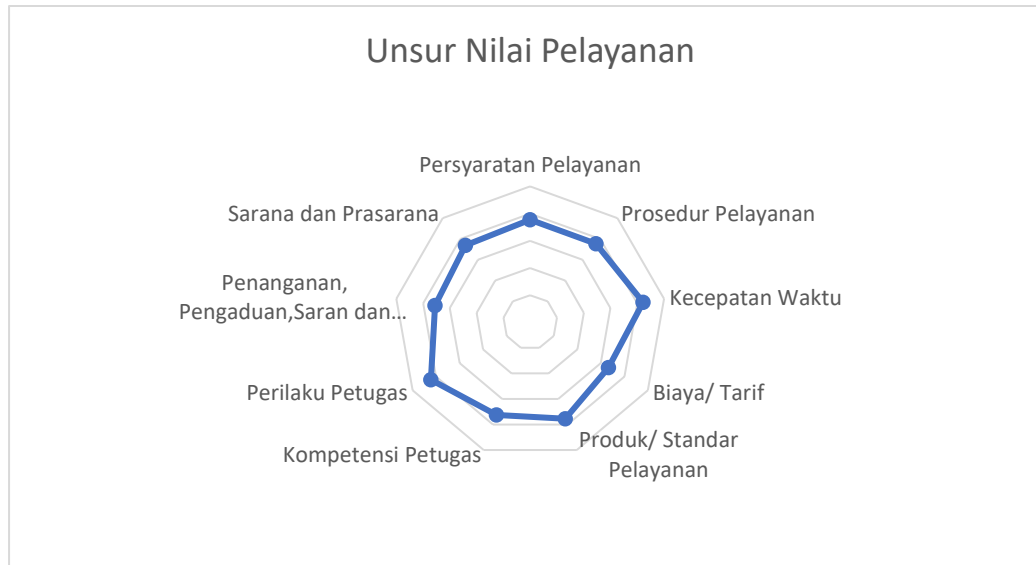 Unsur Nilai Pelayanan
Persyaratan Pelayanan
Prosedur Pelayanan
Kecepatan Waktu
Biaya/ Tarif
Produk/ Standar
Pelayanan
Kompetensi Petugas
Perilaku Petugas
Penanganan,
Pengaduan,Saran dan...
Sarana dan Prasarana